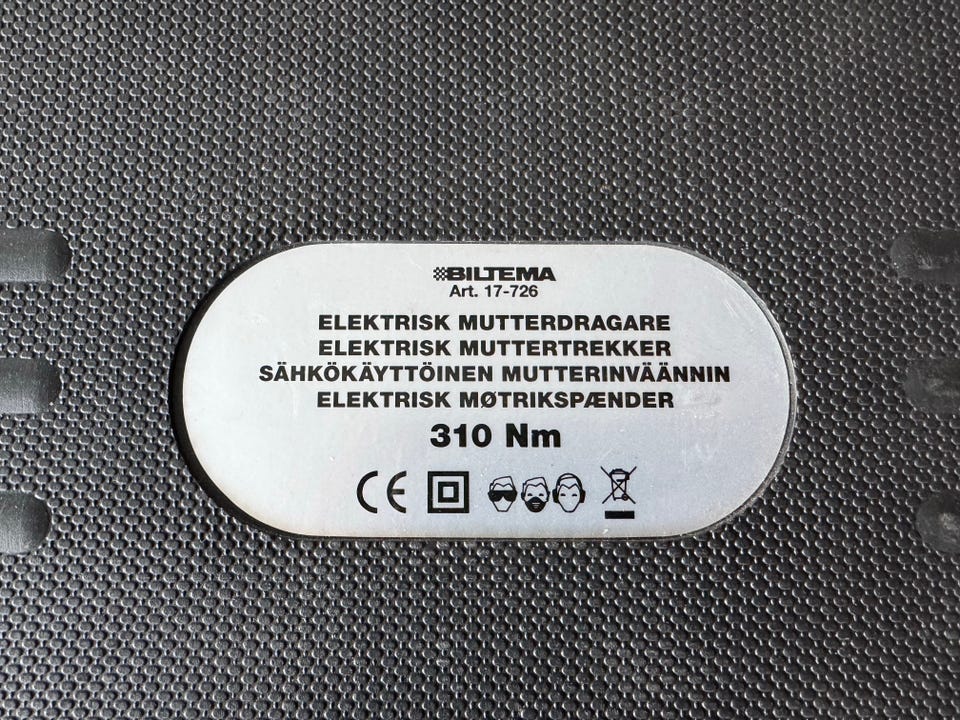 BILTEMA
Art. 17-726
ELEKTRISK MUTTERDRAGARE
ELEKTRISK MUTTERTREKKER
SÄHKÖKÄYTTÖINEN MUTTERINVÄÄNNIN
ELEKTRISK MØTRIKSPÆNDER
310 Nm
CE